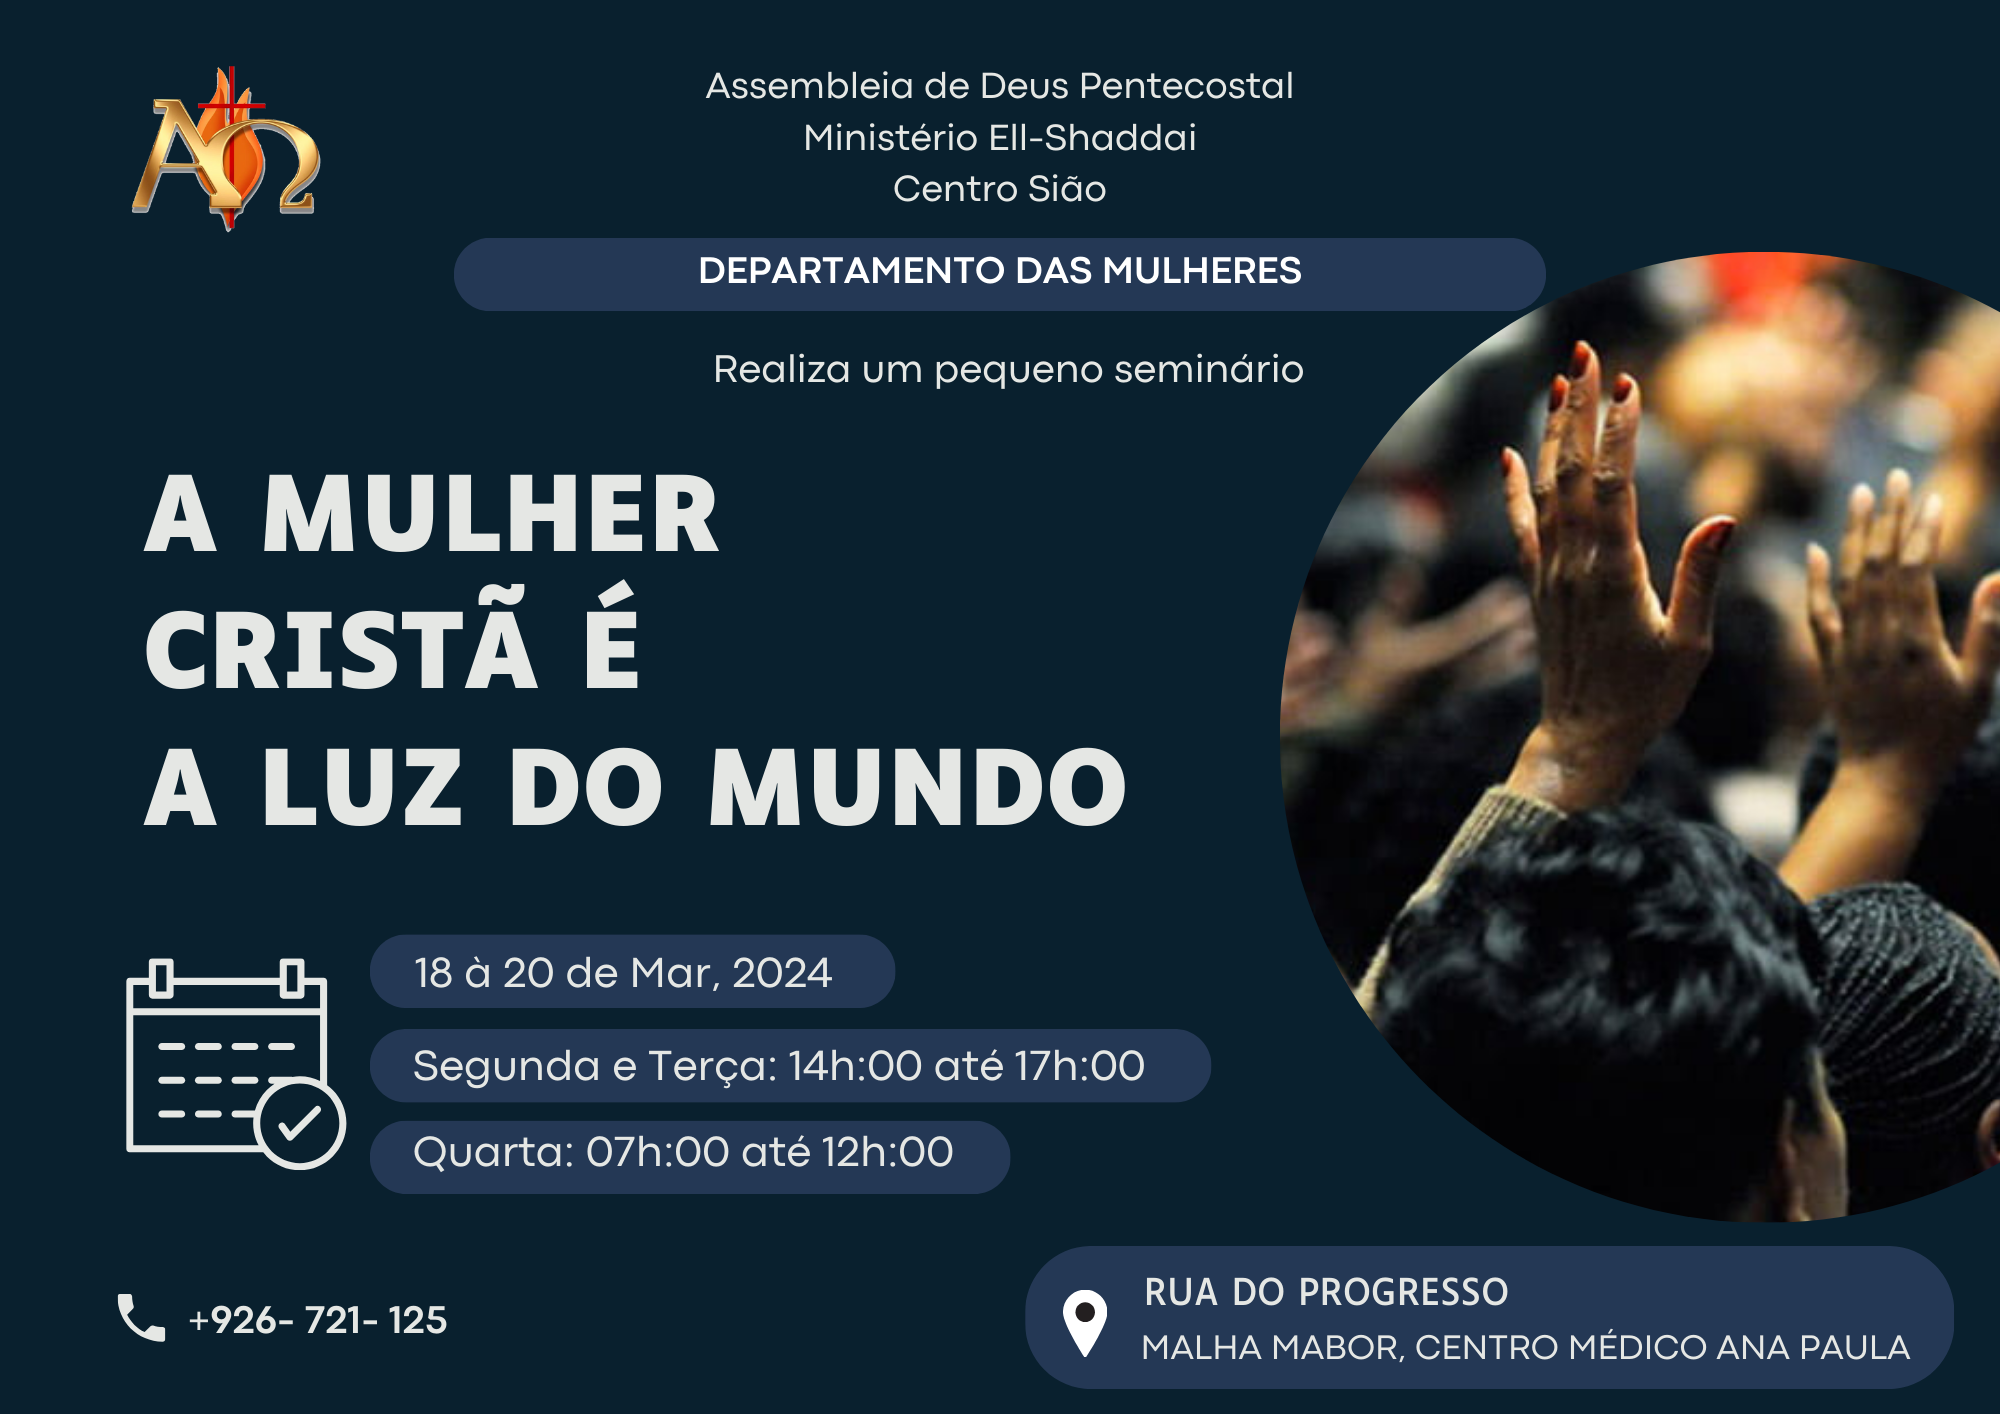 ΑΩ
Assembleia de Deus Pentecostal
Ministério Ell-Shaddai
Centro Sião
DEPARTAMENTO DAS MULHERES
Realiza um pequeno seminário
A MULHER
CRISTÃ É
A LUZ DO MUNDO
18 à 20 de Mar, 2024
Segunda e Terça: 14h:00 até 17h:00
Quarta: 07h:00 até 12h:00
+926- 721- 125
RUA DO PROGRESSO
MALHA MABOR, CENTRO MÉDICO ANA PAULA